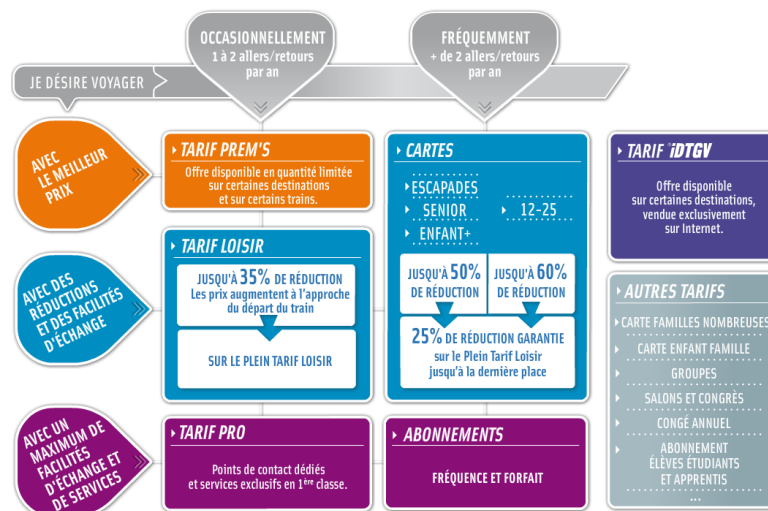 OCCASIONNELLEMENT
1 à 2 allers/retours
par an
FRÉQUEMMENT
+ de 2 allers/retours
par an
JE DÉSIRE VOYAGER
AVEC
LE MEILLEUR
PRIX
TARIF PREM'S
Offre disponible en quantité limitée
sur certaines destinations
et sur certains trains.
CARTES
ESCAPADES
SENIOR
ENFANT+
12-25
TARIF iDTGV
Offre disponible
sur certaines destinations,
vendue exclusivement
sur Internet.
AVEC DES
RÉDUCTIONS
ET DES FACILITÉS
D'ÉCHANGE
TARIF LOISIR
JUSQU'À 35% DE RÉDUCTION
Les prix augmentent à l'approche
du départ du train
SUR LE PLEIN TARIF LOISIR
JUSQU'À 50%
DE RÉDUCTION
JUSQU'À 60%
DE RÉDUCTION
25% DE RÉDUCTION GARANTIE
sur le Plein Tarif Loisir
jusqu'à la dernière place
AUTRES TARIFS
CARTE FAMILLES NOMBREUSES
CARTE ENFANT FAMILLE
GROUPES
SALONS ET CONGRÈS
CONGÉ ANNUEL
ABONNEMENT
ÉLÈVES ÉTUDIANTS
ET APPRENTIS
...
AVEC UN
MAXIMUM DE
FACILITÉS
D'ÉCHANGE ET
DE SERVICES
TARIF PRO
Points de contact dédiés
et services exclusifs en 1ère classe.
ABONNEMENTS
FRÉQUENCE ET FORFAIT